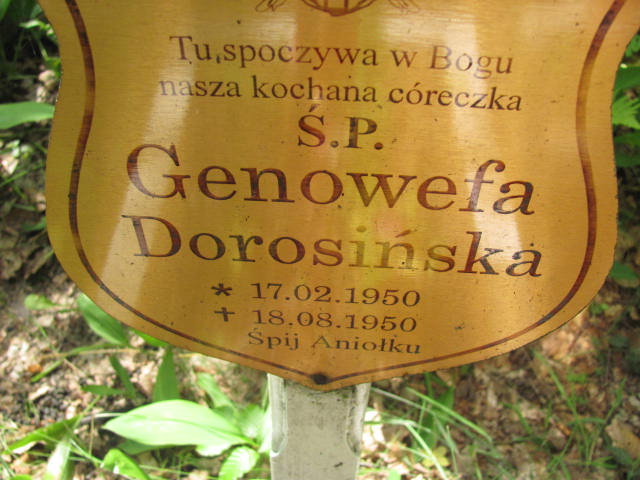 Tu spoczywa w Bogu
nasza kochana córeczka
Ś.P.
Genowefa
Dorosińska
* 17.02.1950
+ 18.08.1950
Śpij Aniołku